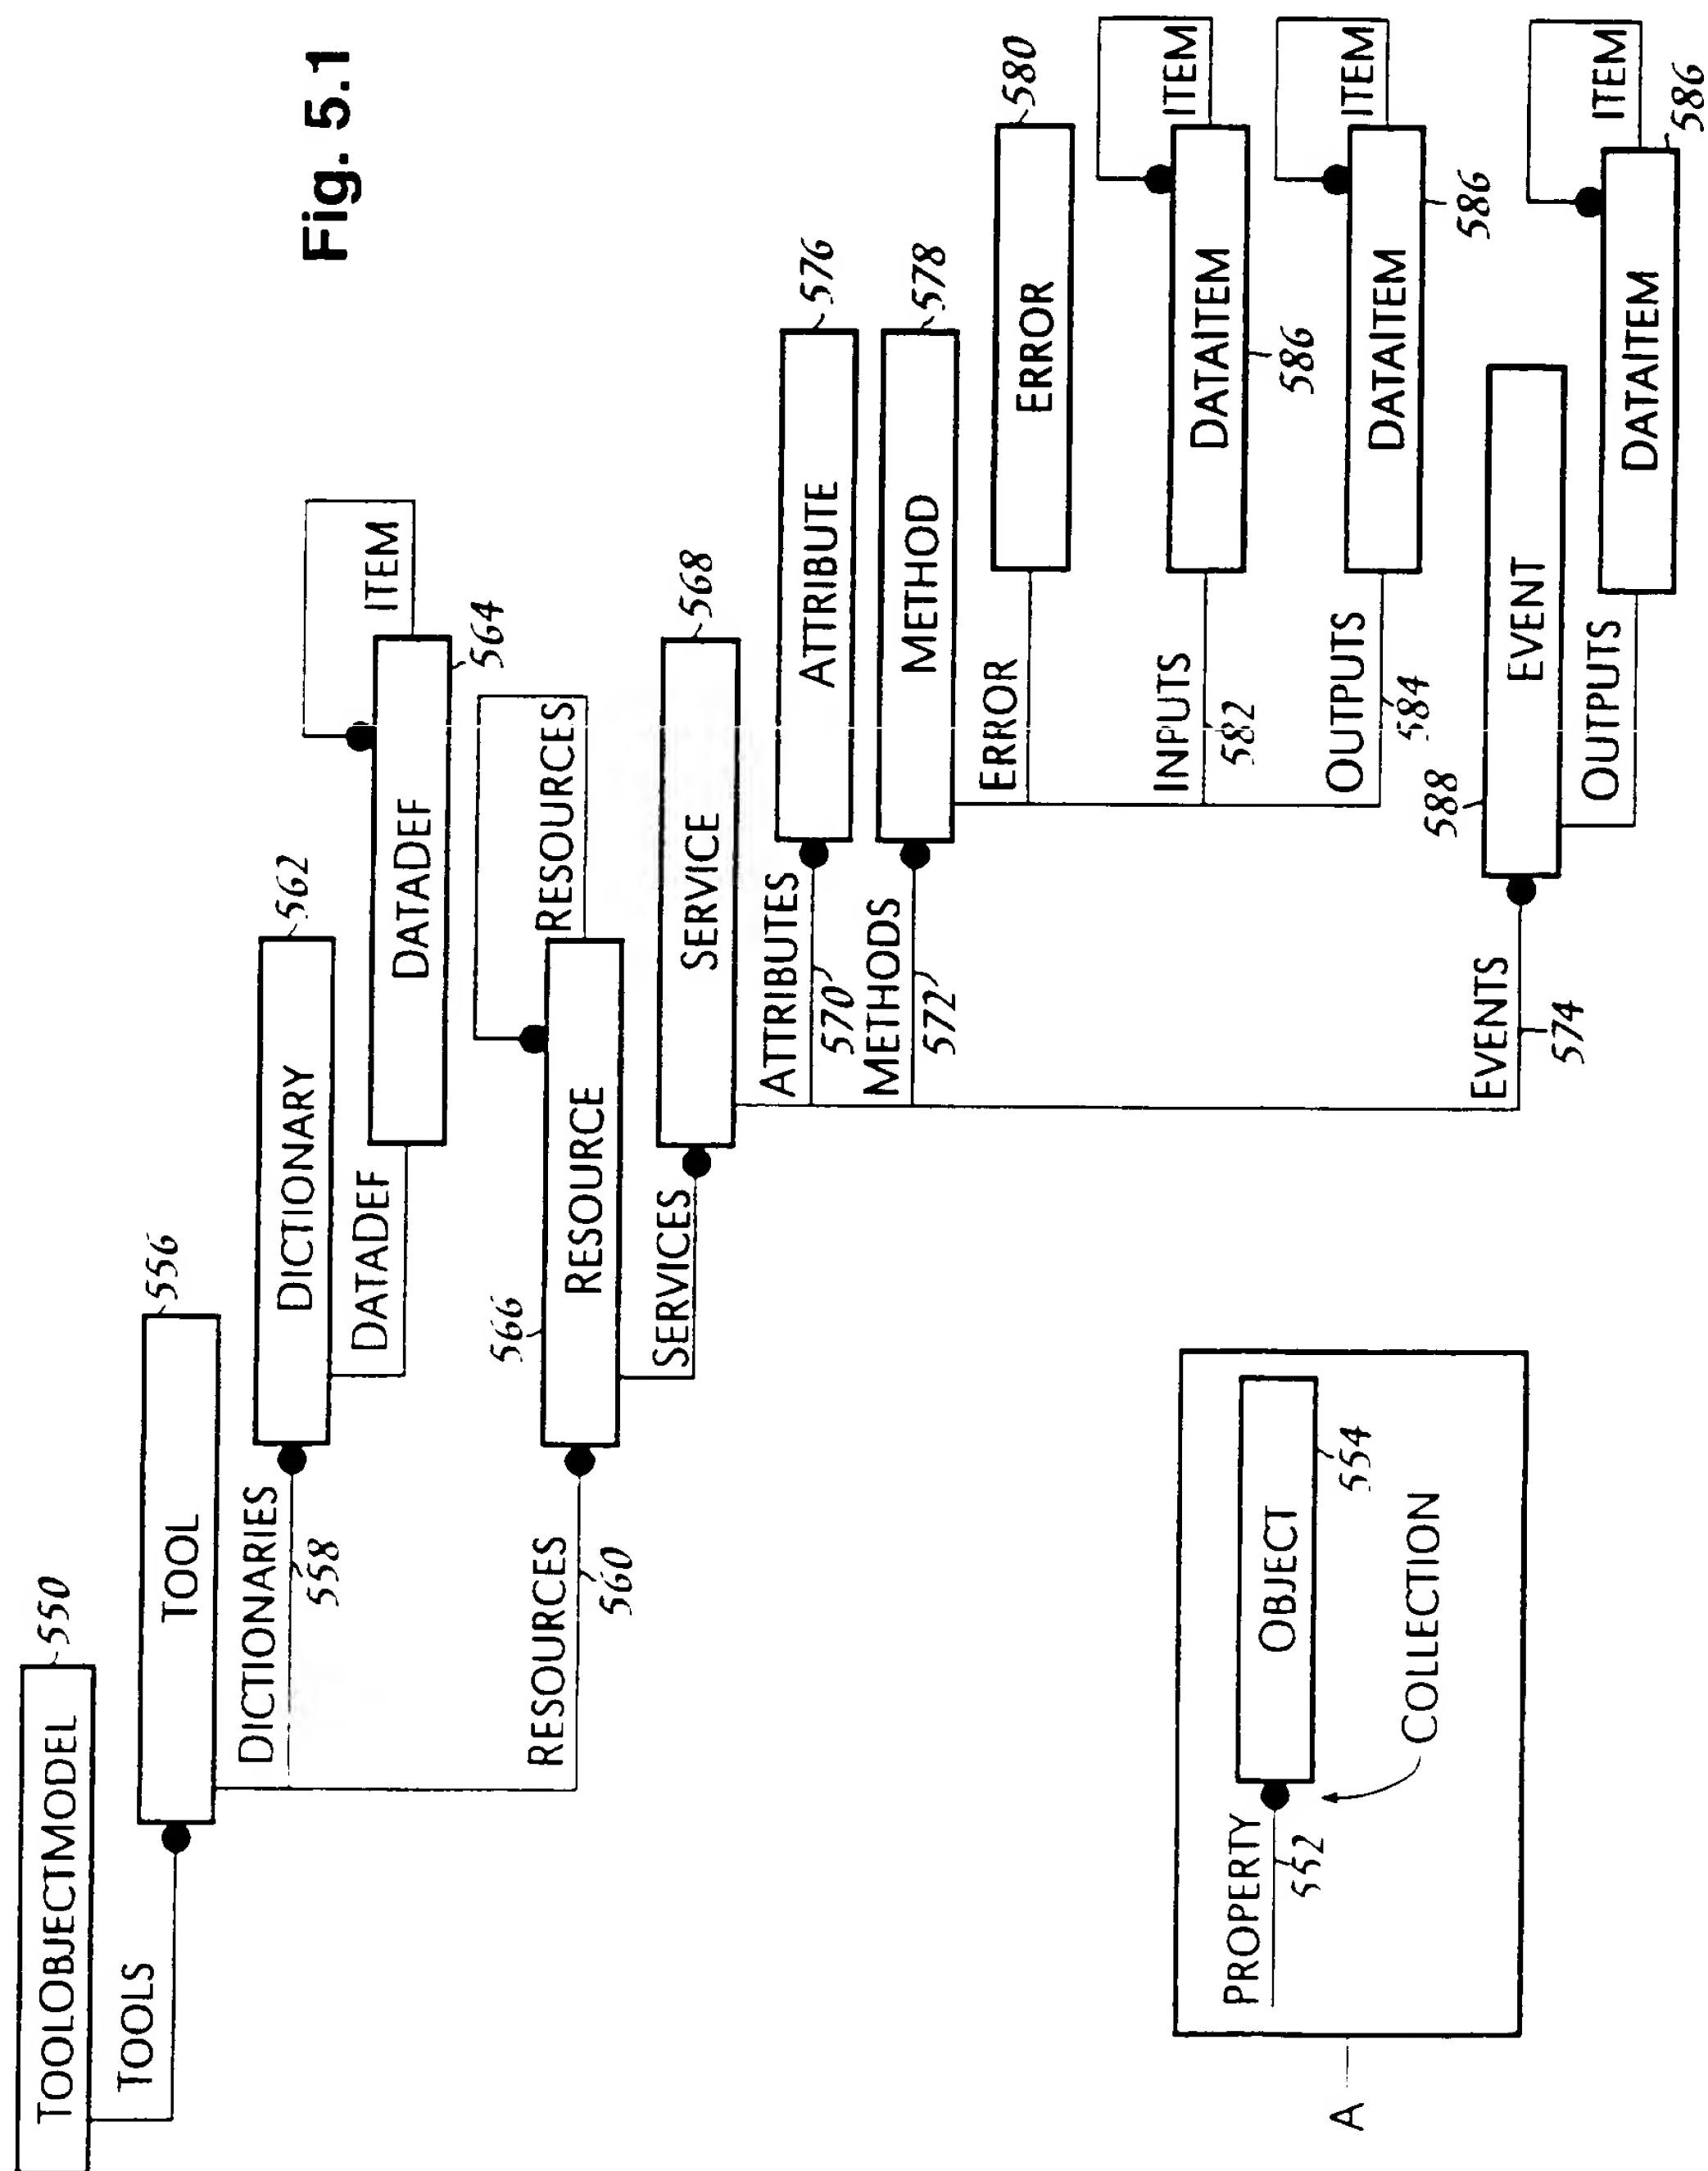 Fig. 5.1
TOOLOBJECTMODEL
550
TOOLS
TOOL
556
DICTIONARIES
558
DICTIONARY
562
DATADEF
DATADEF
564
ITEM
RESOURCES
560
RESOURCE
566
RESOURCES
SERVICES
SERVICE
568
ATTRIBUTES
570
ATTRIBUTE
576
METHODS
572
METHOD
578
ERROR
ERROR
580
INPUTS
582
DATAITEM
586
ITEM
OUTPUTS
584
DATAITEM
586
ITEM
EVENTS
574
EVENT
588
OUTPUTS
DATAITEM
586
ITEM
A
PROPERTY
552
OBJECT
554
COLLECTION